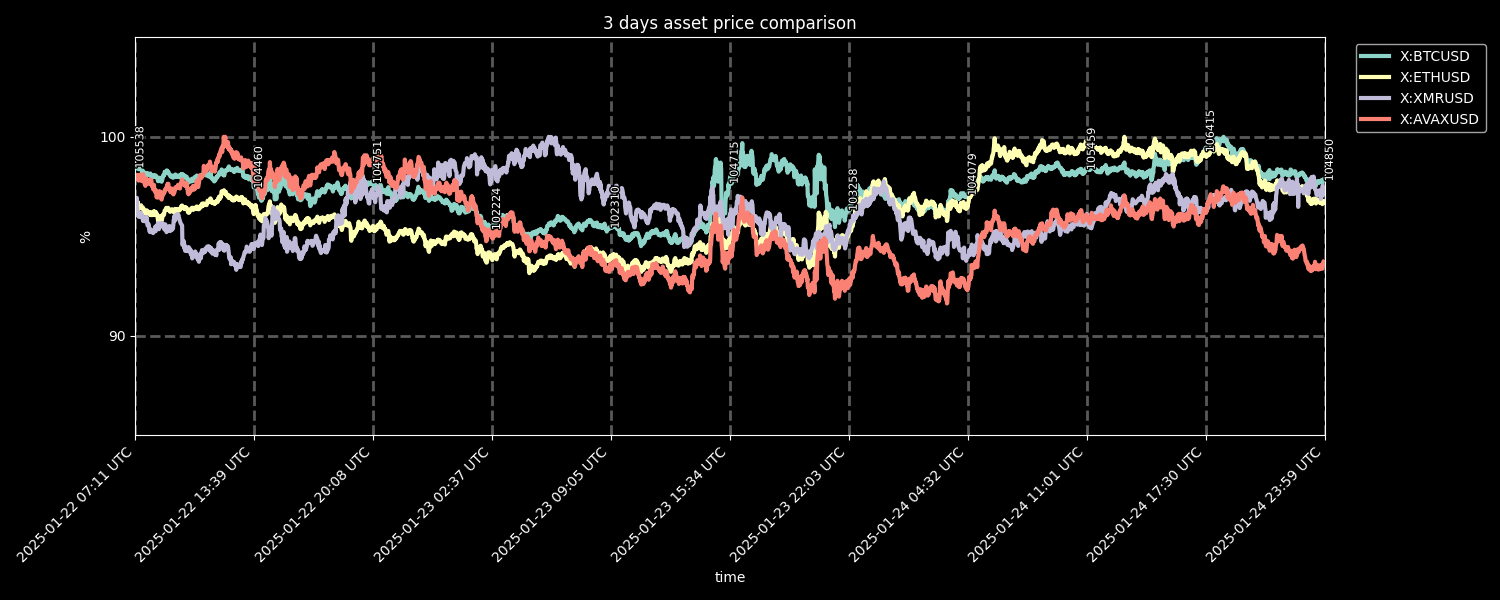 3 days asset price comparison
X:BTCUSD
X:ETHUSD
X:XMRUSD
X:AVAXUSD
100
90
%
105538
104460
104751
102224
102310
104715
103258
104079
105459
106415
104850
2025-01-22 07:11 UTC
2025-01-22 13:39 UTC
2025-01-22 20:08 UTC
2025-01-23 02:37 UTC
2025-01-23 09:05 UTC
2025-01-23 15:34 UTC
2025-01-23 22:03 UTC
2025-01-24 04:32 UTC
2025-01-24 11:01 UTC
2025-01-24 17:30 UTC
2025-01-24 23:59 UTC
time